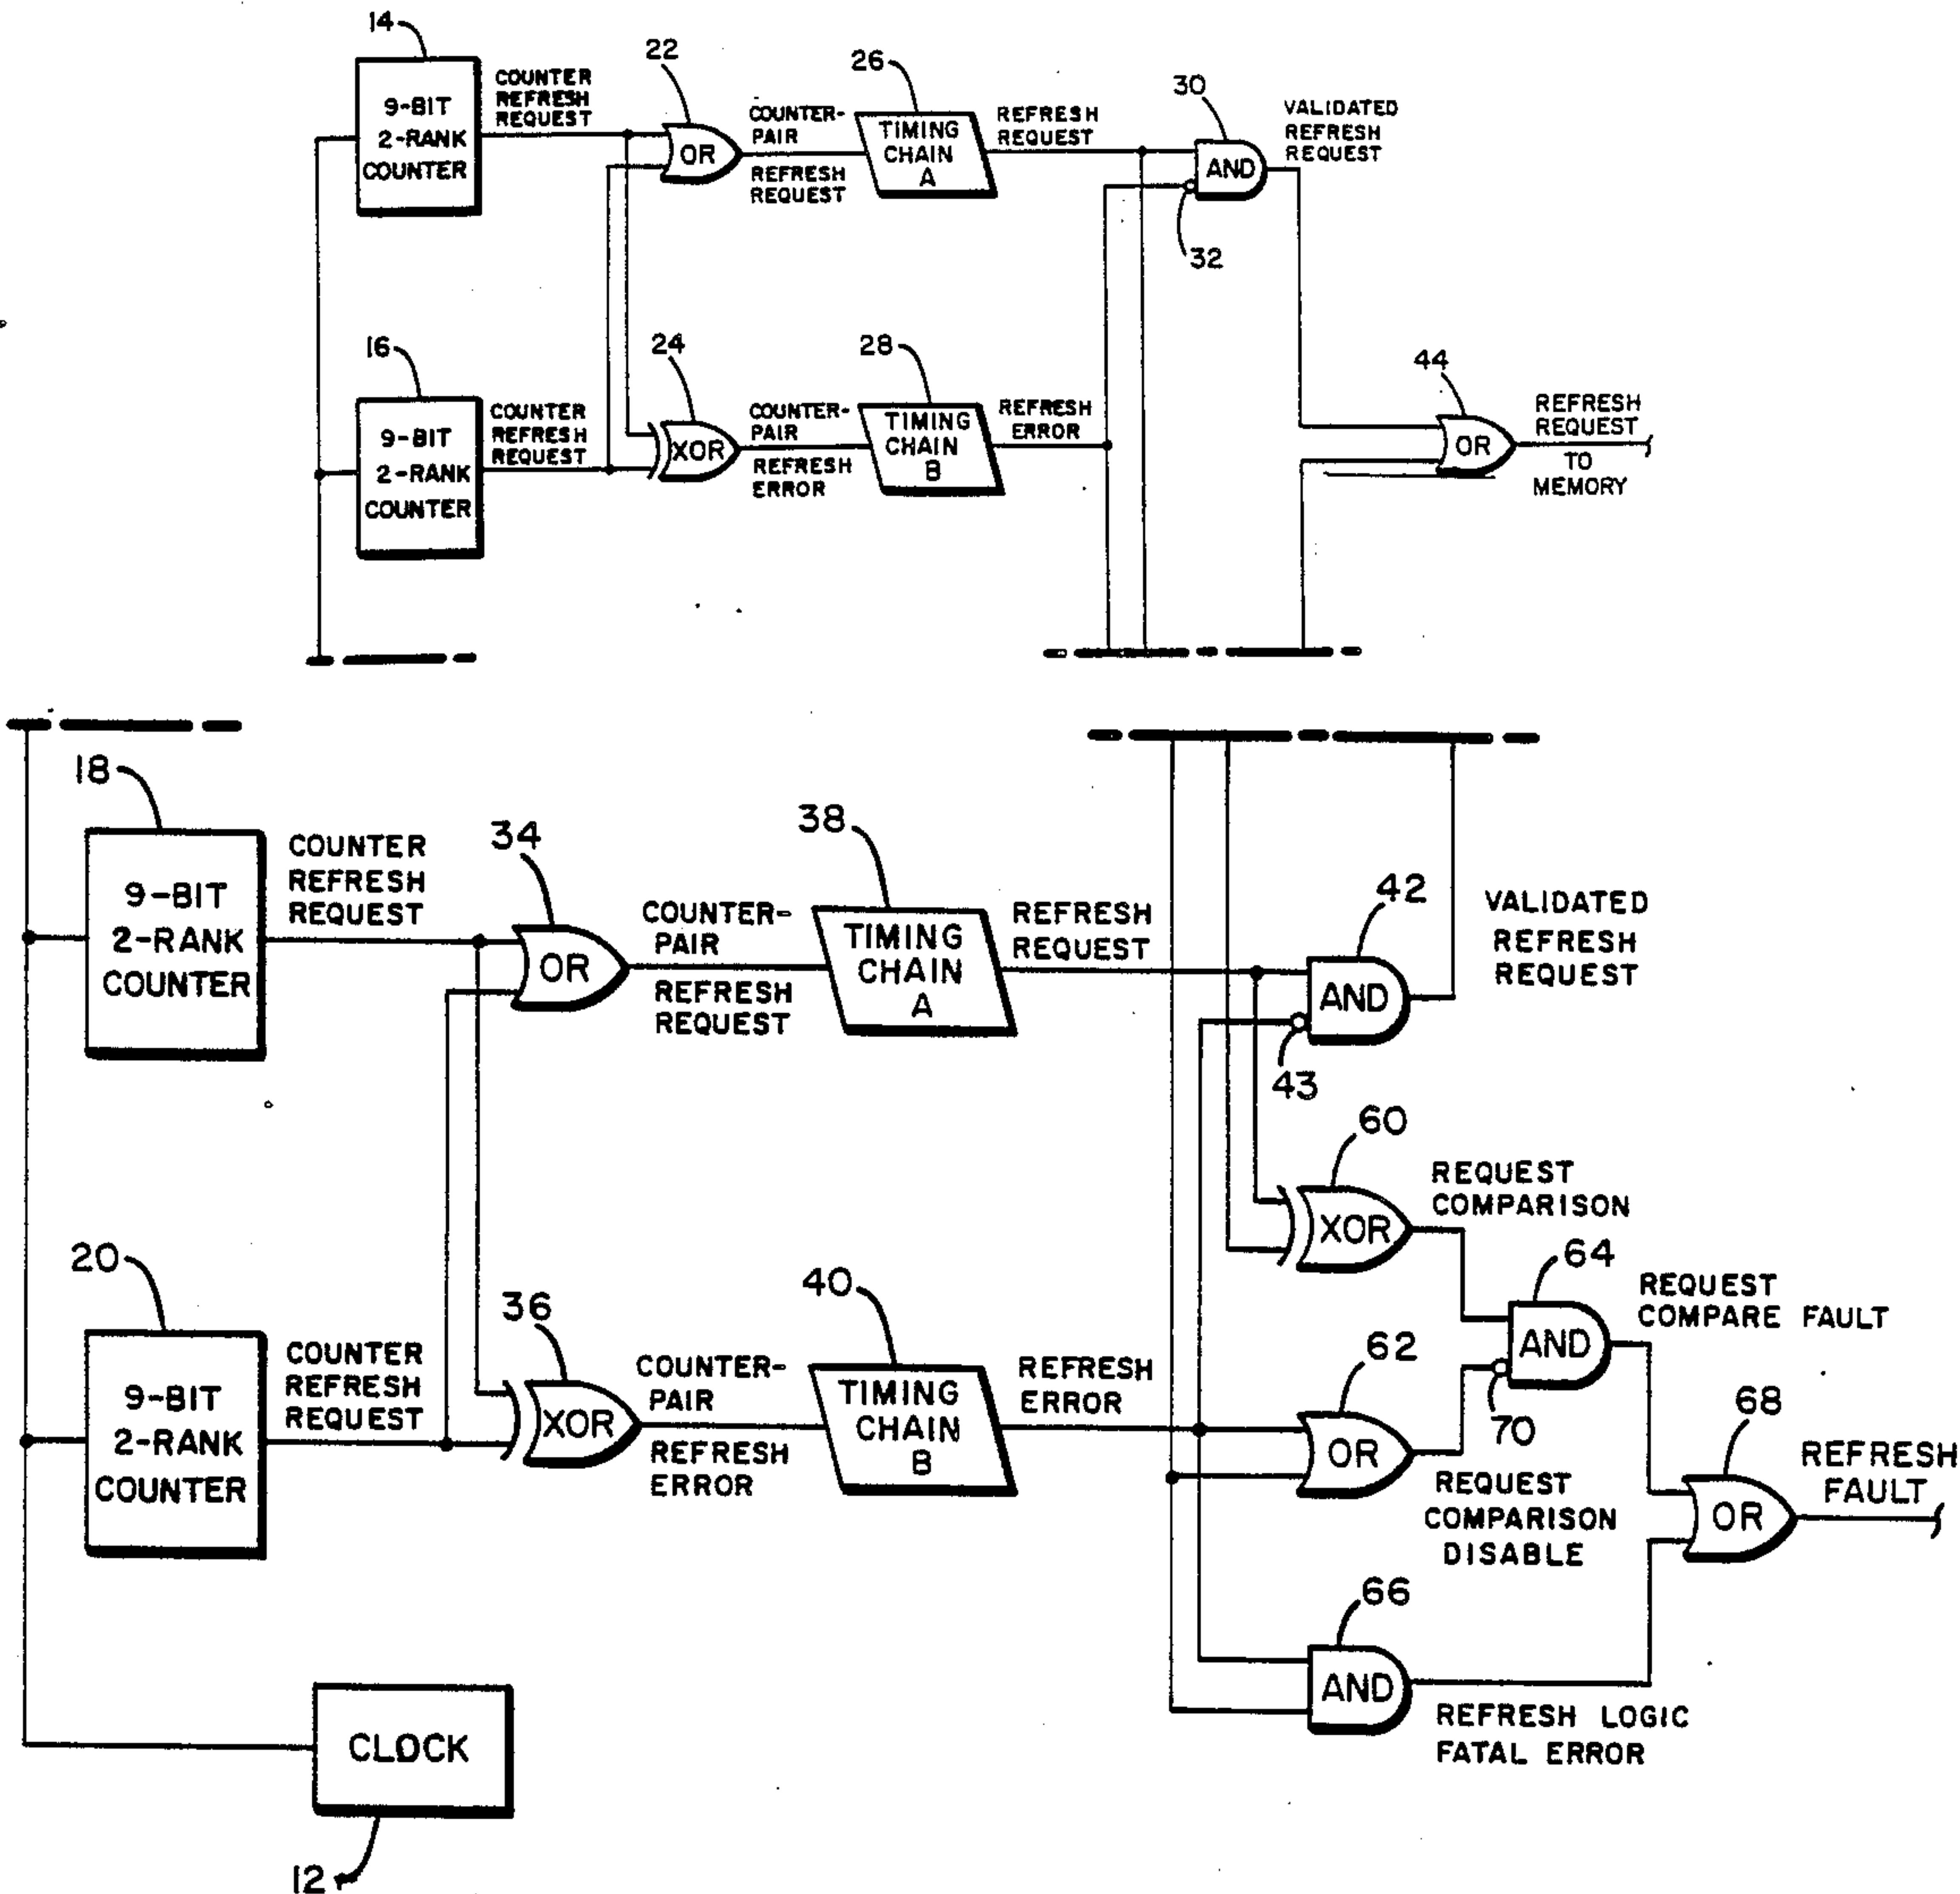 14
9-BIT
2-RANK
COUNTER
COUNTER
REFRESH
REQUEST
22
OR
COUNTER-
PAIR
REFRESH
REQUEST
26
TIMING
CHAIN
A
REFRESH
REQUEST
30
AND
32
VALIDATED
REFRESH
REQUEST
16
9-BIT
2-RANK
COUNTER
COUNTER
REFRESH
REQUEST
24
XOR
COUNTER-
PAIR
REFRESH
ERROR
28
TIMING
CHAIN
B
REFRESH
ERROR
44
OR
REFRESH
REQUEST
TO
MEMORY
18
9-BIT
2-RANK
COUNTER
COUNTER
REFRESH
REQUEST
34
OR
COUNTER-
PAIR
REFRESH
REQUEST
38
TIMING
CHAIN
A
REFRESH
REQUEST
42
AND
43
VALIDATED
REFRESH
REQUEST
60
XOR
REQUEST
COMPARISON
64
AND
70
REQUEST
COMPARE FAULT
20
9-BIT
2-RANK
COUNTER
COUNTER
REFRESH
REQUEST
36
XOR
COUNTER-
PAIR
REFRESH
ERROR
40
TIMING
CHAIN
B
REFRESH
ERROR
62
OR
REQUEST
COMPARISON
DISABLE
68
OR
REFRESH
FAULT
66
AND
REFRESH LOGIC
FATAL ERROR
CLOCK
12